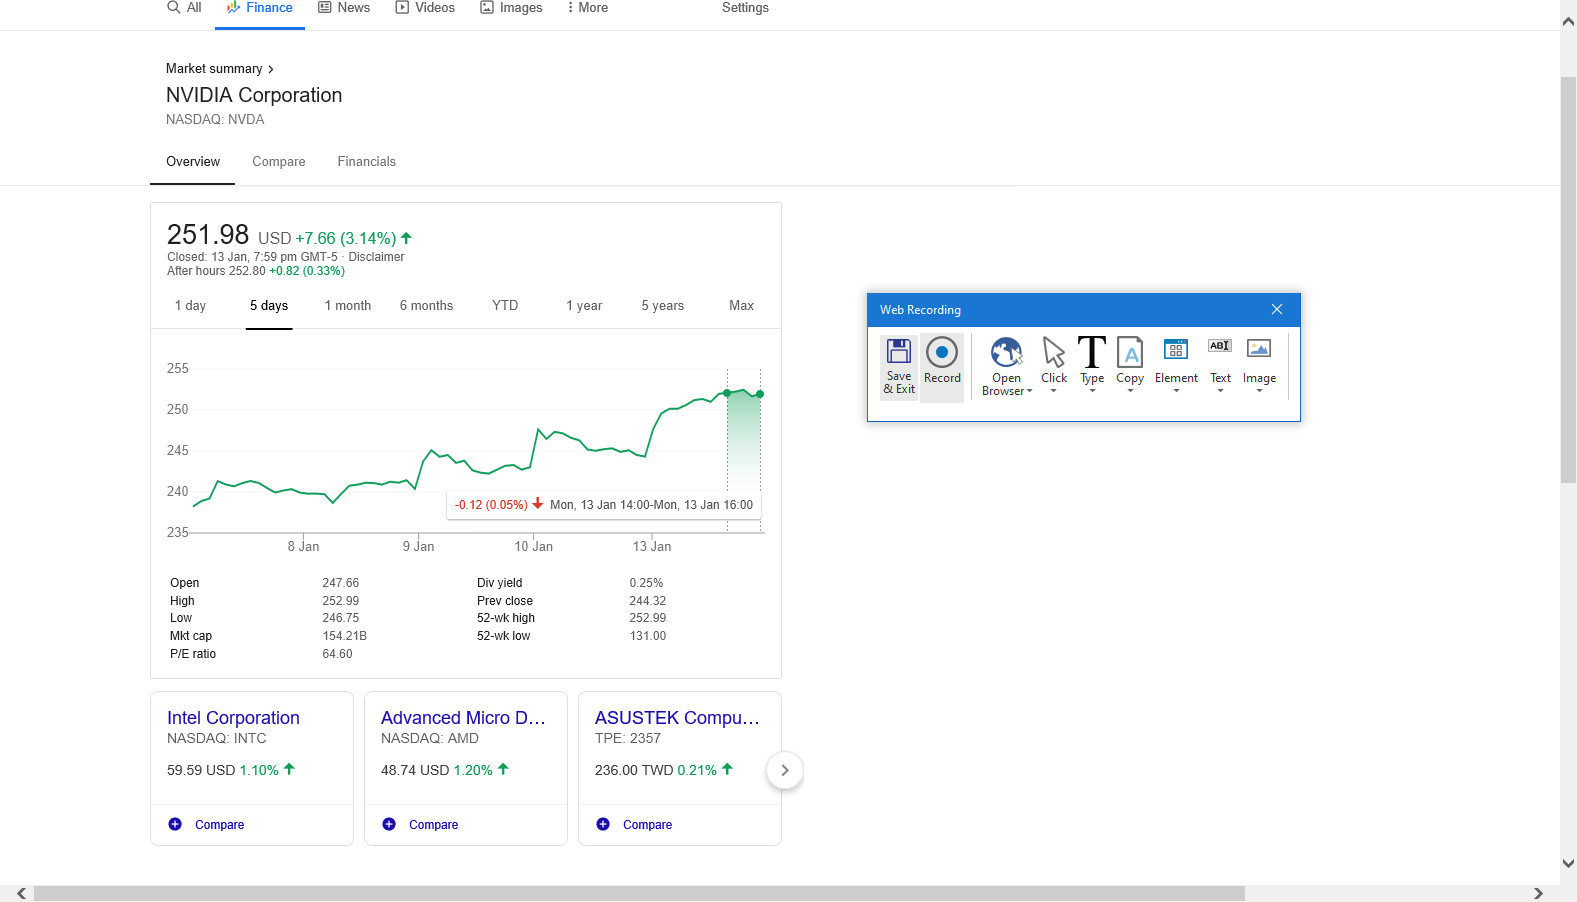 All Finance News Videos Images More Settings
Market summary
NVIDIA Corporation
NASDAQ: NVDA
Overview Compare Financials
251.98 USD +7.66 (3.14%)
Closed: 13 Jan, 7:59 pm GMT-5 · Disclaimer
After hours 252.80 +0.82 (0.33%)
1 day 5 days 1 month 6 months YTD 1 year 5 years Max
255
250
245
240
235
-0.12 (0.05%) Mon, 13 Jan 14:00-Mon, 13 Jan 16:00
8 Jan 9 Jan 10 Jan 13 Jan
Open 247.66 Div yield 0.25%
High 252.99 Prev close 244.32
Low 246.75 52-wk high 252.99
Mkt cap 154.21B 52-wk low 131.00
P/E ratio 64.60
Intel Corporation
NASDAQ: INTC
59.59 USD 1.10%
Compare
Advanced Micro D...
NASDAQ: AMD
48.74 USD 1.20%
Compare
ASUSTEK Compu...
TPE: 2357
236.00 TWD 0.21%
Compare
Web Recording
Save
& Exit
Record
Open
Browser
Click
T
Type
A
Copy
Element
AB
Text
Image